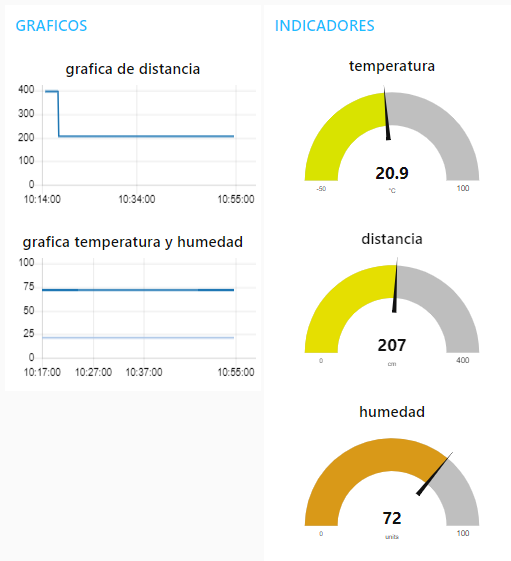 GRAFICOS
grafica de distancia
400
300
200
100
0
10:14:00 10:34:00 10:55:00
grafica temperatura y humedad
100
75
50
25
0
10:17:00 10:27:00 10:37:00 10:55:00
INDICADORES
temperatura
20.9
-50 °C 100
distancia
207
0 cm 400
humedad
72
0 units 100